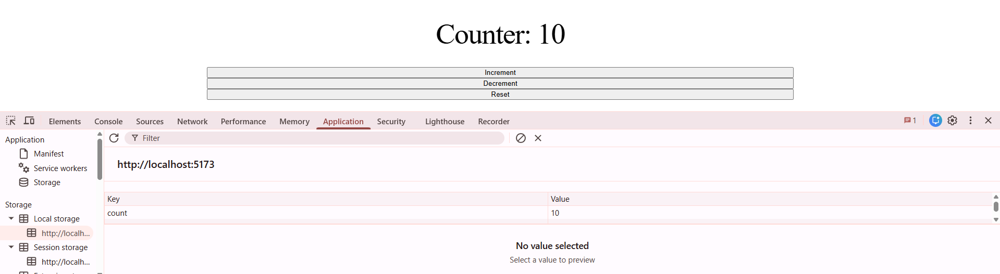 Counter: 10
Increment
Decrement
Reset
Elements Console Sources Network Performance Memory Application Security Lighthouse Recorder 1
Application
Manifest
Service workers
Storage
Storage
Local storage
http://localh...
Session storage
http://localh...
Filter
http://localhost:5173
Key Value
count 10
No value selected
Select a value to preview